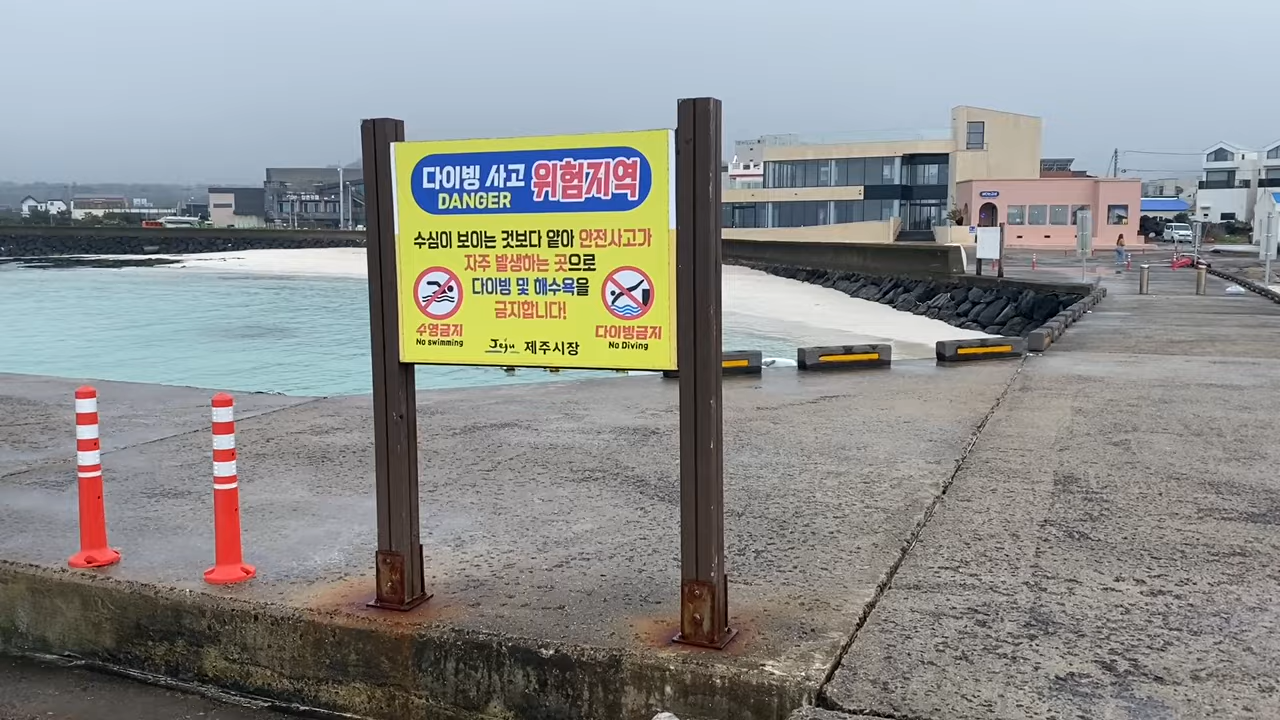 다이빙 사고 위험지역
DANGER
수심이 보이는 것보다 얕아 안전사고가
자주 발생하는 곳으로
다이빙 및 해수욕을
금지합니다!
수영금지
No swimming
다이빙금지
No Diving
Jeju 제주시장